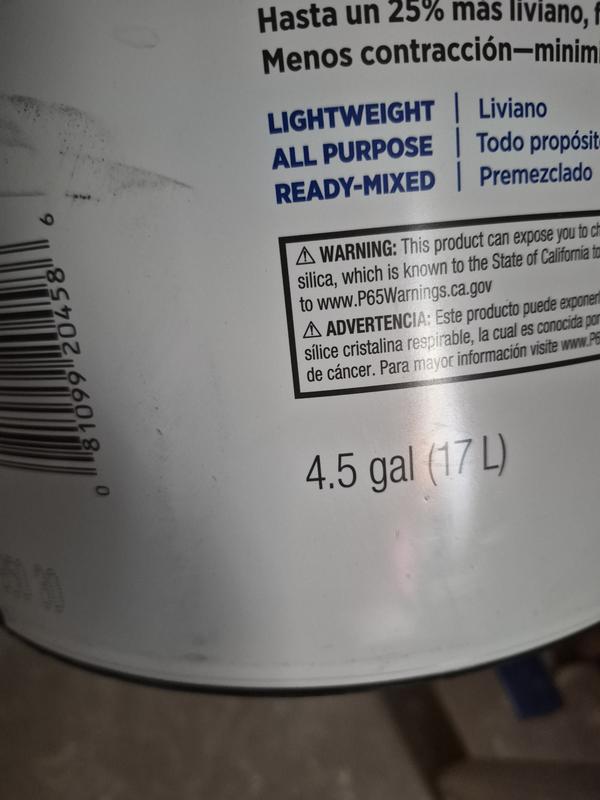 Hasta un 25% más liviano,
Menos contracción—
LIGHTWEIGHT | Liviano
ALL PURPOSE | Todo
READY-MIXED | Premezclado
⚠ WARNING: This product can expose you to
silica, which is known to the State of California
to www.P65Warnings.ca.gov
⚠ ADVERTENCIA: Este producto puede
sílice cristalina respirable, la cual es conocida por
de cáncer. Para mayor información visite
4.5 gal (17 L)
0 81099 20458 6